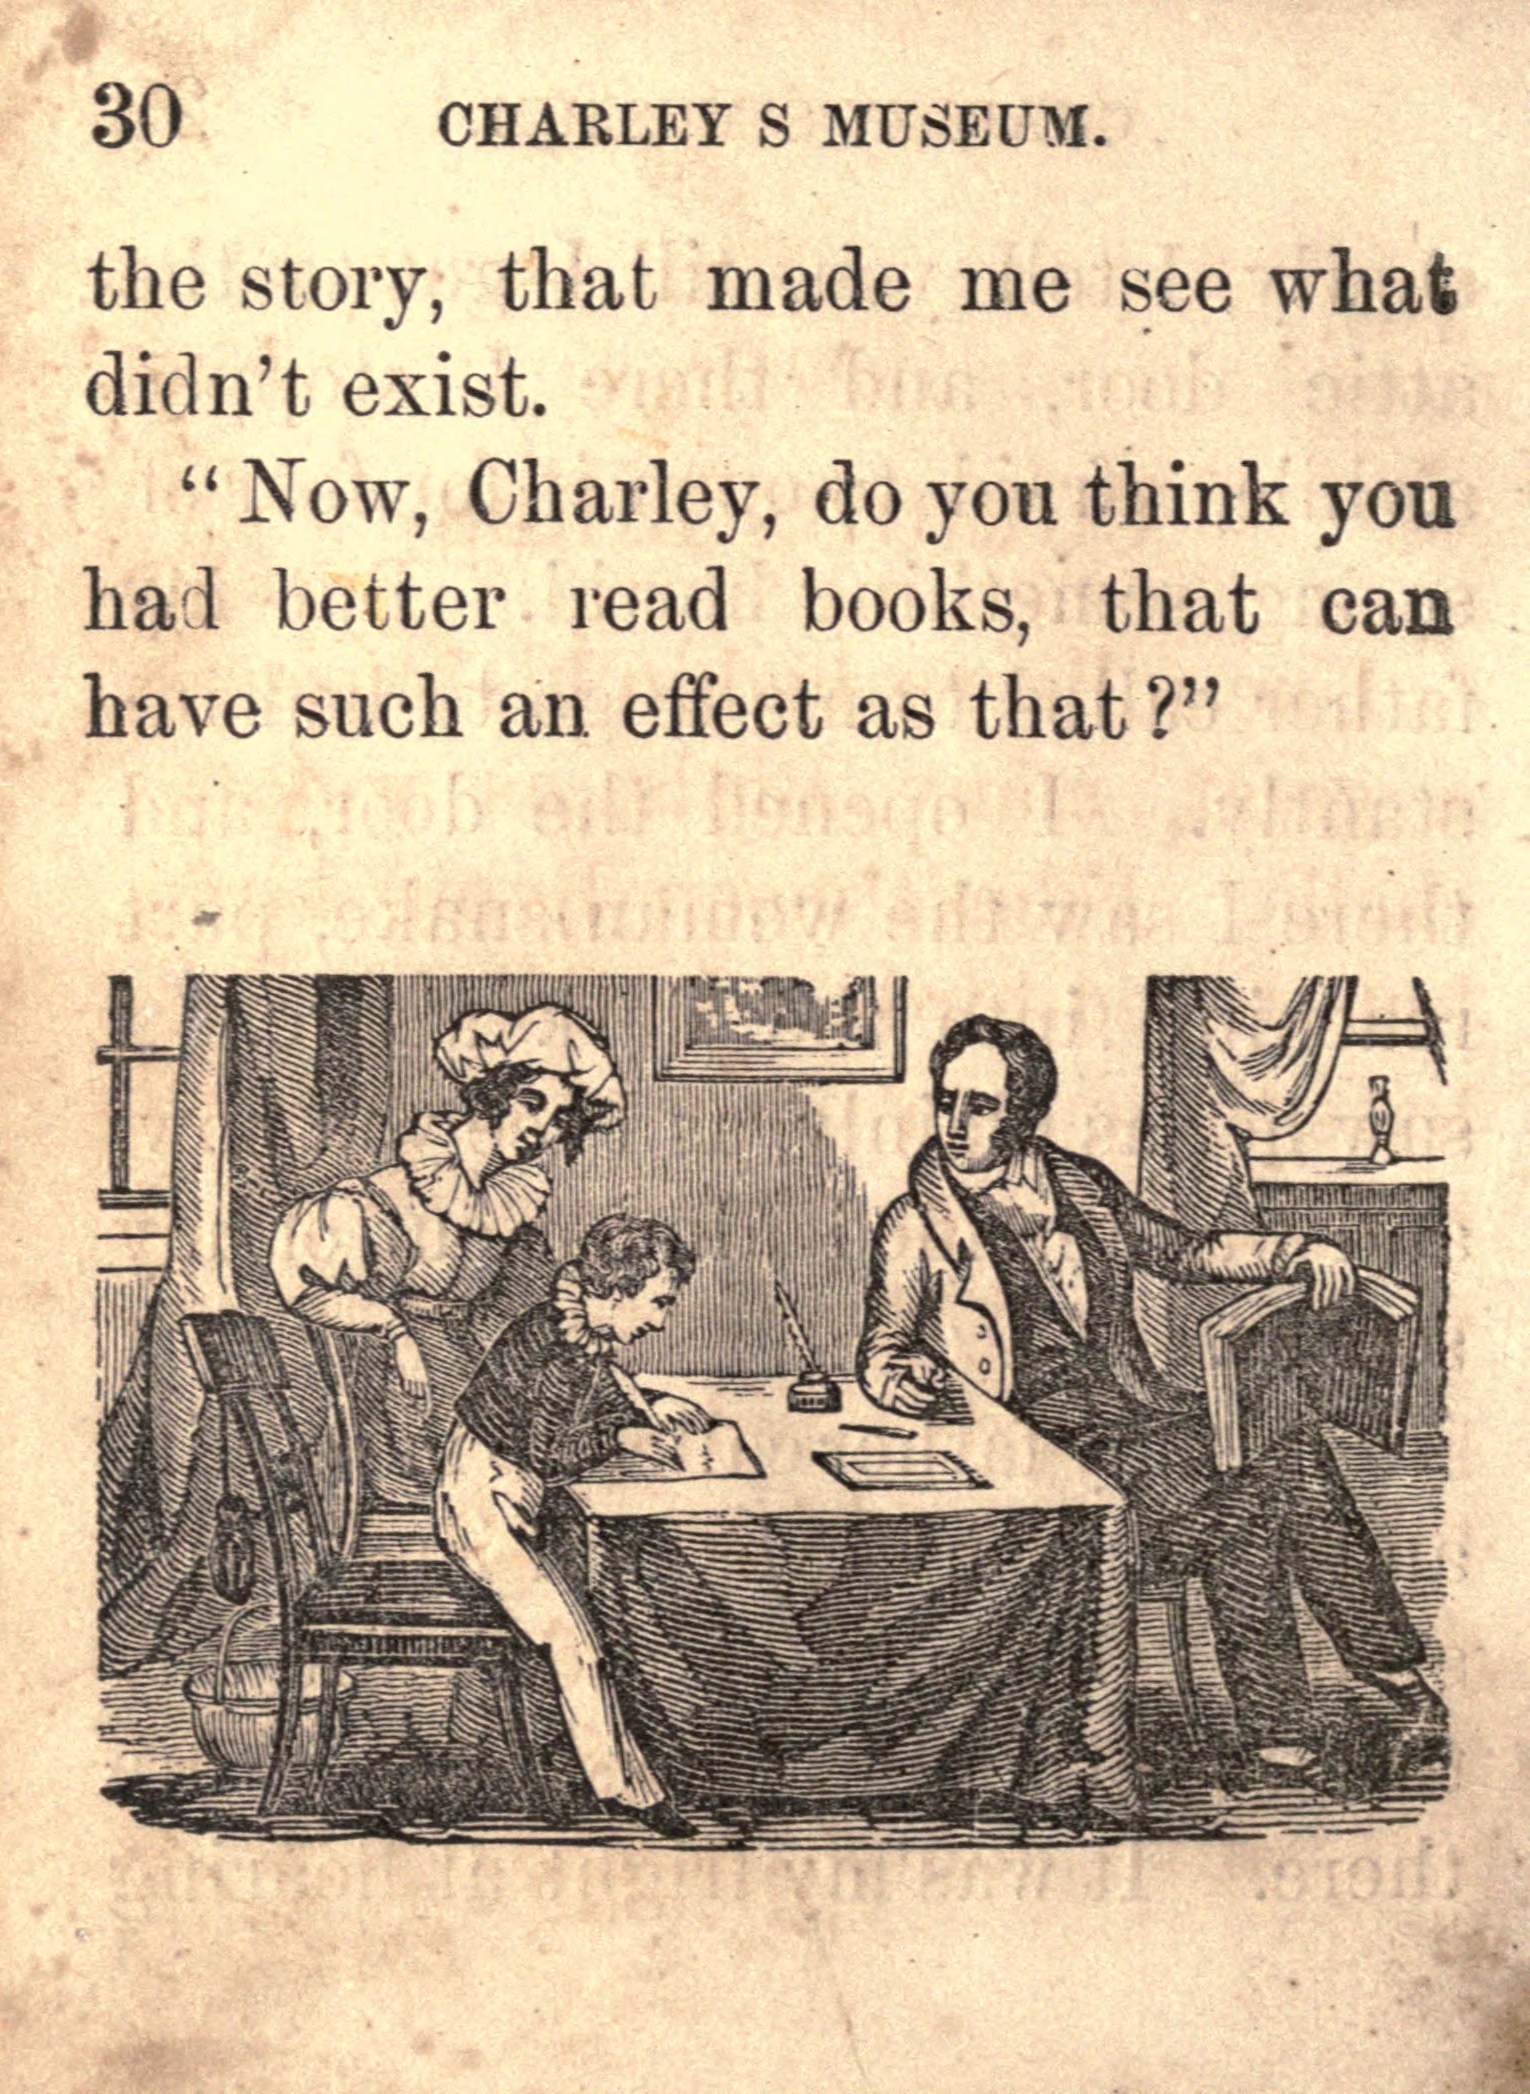 30 CHARLEY S MUSEUM.
the story, that made me see what
didn't exist.
“Now, Charley, do you think you
had better read books, that can
have such an effect as that?”